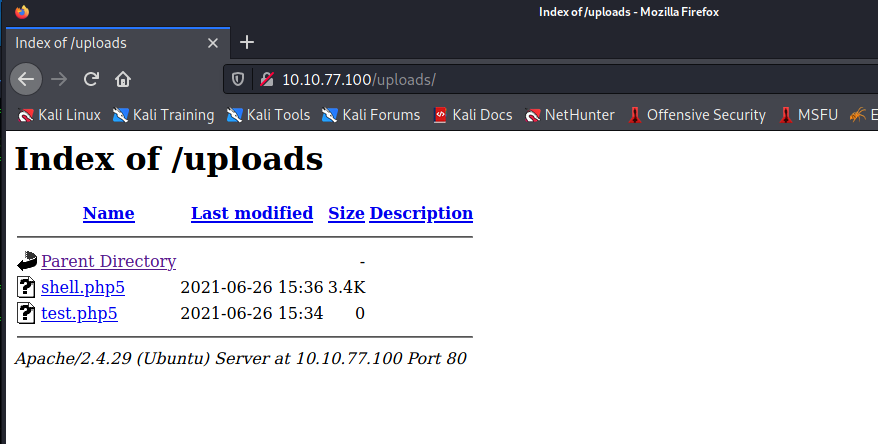 Index of /uploads - Mozilla Firefox
Index of /uploads
10.10.77.100/uploads/
Kali Linux Kali Training Kali Tools Kali Forums Kali Docs NetHunter Offensive Security MSFU E
Index of /uploads
Name Last modified Size Description
Parent Directory -
shell.php5 2021-06-26 15:36 3.4K
test.php5 2021-06-26 15:34 0
Apache/2.4.29 (Ubuntu) Server at 10.10.77.100 Port 80